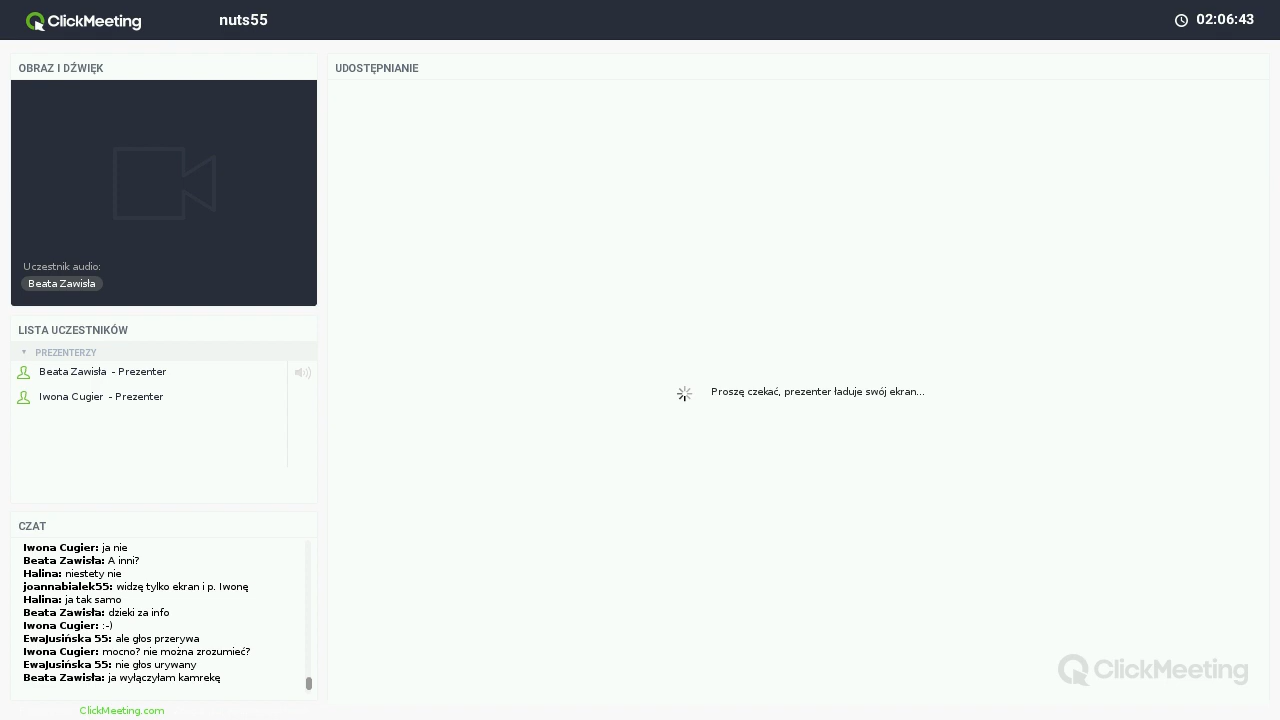 ClickMeeting
nuts55
02:06:43
OBRAZ I DŹWIĘK
Uczestnik audio:
Beata Zawisła
LISTA UCZESTNIKÓW
PREZENTERZY
Beata Zawisła - Prezenter
Iwona Cugier - Prezenter
CZAT
Iwona Cugier: ja nie
Beata Zawisła: A inni?
Halina: niestety nie
joannabialek55: widzę tylko ekran i p. Iwonę
Halina: ja tak samo
Beata Zawisła: dzieki za info
Iwona Cugier: :-)
EwaJusińska 55: ale głos przerywa
Iwona Cugier: mocno? nie można zrozumieć?
EwaJusińska 55: nie głos urywany
Beata Zawisła: ja wyłączyłam kamrekę
ClickMeeting.com
UDOSTĘPNIANIE
Proszę czekać, prezenter ładuje swój ekran...
ClickMeeting